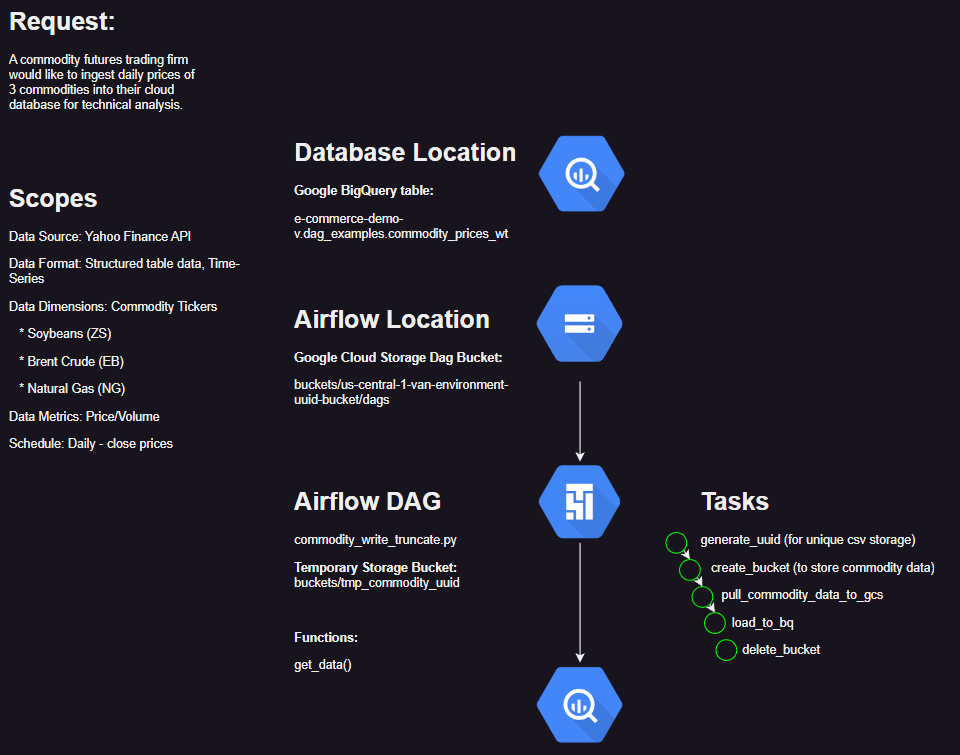 Request:
A commodity futures trading firm
would like to ingest daily prices of
3 commodities into their cloud
database for technical analysis.
Scopes
Data Source: Yahoo Finance API
Data Format: Structured table data, Time-
Series
Data Dimensions: Commodity Tickers
* Soybeans (ZS)
* Brent Crude (EB)
* Natural Gas (NG)
Data Metrics: Price/Volume
Schedule: Daily - close prices
Database Location
Google BigQuery table:
e-commerce-demo-
v.dag_examples.commodity_prices_wt
Airflow Location
Google Cloud Storage Dag Bucket:
buckets/us-central-1-van-environment-
uuid-bucket/dags
Airflow DAG
commodity_write_truncate.py
Temporary Storage Bucket:
buckets/tmp_commodity_uuid
Functions:
get_data()
Tasks
generate_uuid (for unique csv storage)
create_bucket (to store commodity data)
pull_commodity_data_to_gcs
load_to_bq
delete_bucket